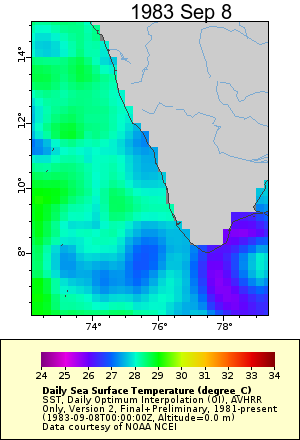 1983 Sep 8
14°
12°
10°
8°
74°
76°
78°
24 25 26 27 28 29 30 31 32 33 34
Daily Sea Surface Temperature (degree_C)
SST, Daily Optimum Interpolation (OI), AVHRR
Only, Version 2, Final+Preliminary, 1981-present
(1983-09-08T00:00:00Z, Altitude=0.0 m)
Data courtesy of NOAA NCEI